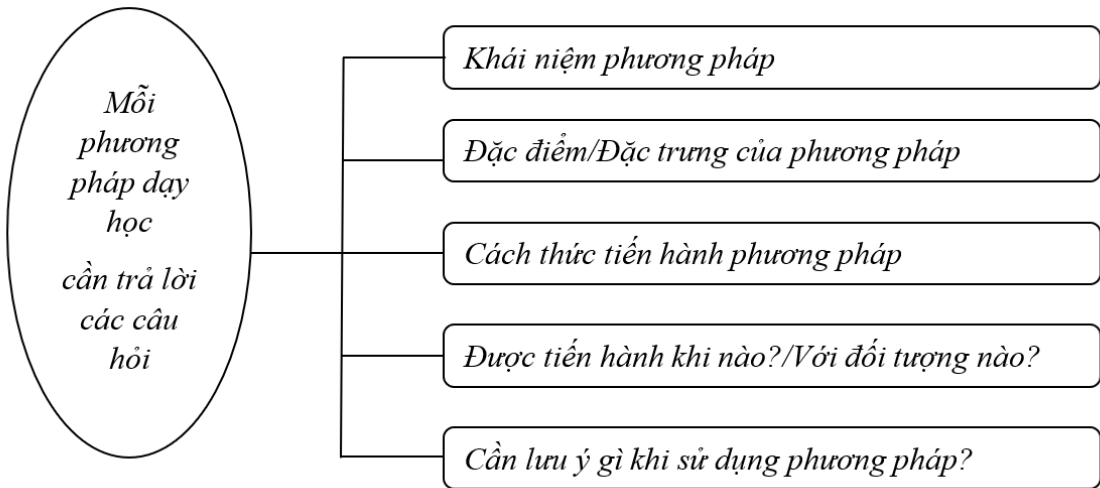 Mỗi
phương
pháp dạy
học
cần trả lời
các câu
hỏi
Khái niệm phương pháp
Đặc điểm/Đặc trưng của phương pháp
Cách thức tiến hành phương pháp
Được tiến hành khi nào?/Với đối tượng nào?
Cần lưu ý gì khi sử dụng phương pháp?